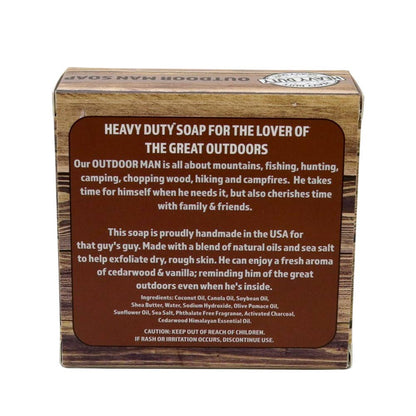 OUTDOOR MAN SOAP
HEAVY DUTY
HEAVY DUTY SOAP FOR THE LOVER OF
THE GREAT OUTDOORS
Our OUTDOOR MAN is all about mountains, fishing, hunting,
camping, chopping wood, hiking and campfires. He takes
time for himself when he needs it, but also cherishes time
with family & friends.
This soap is proudly handmade in the USA for
that guy's guy. Made with a blend of natural oils and sea salt
to help exfoliate dry, rough skin. He can enjoy a fresh aroma
of cedarwood & vanilla; reminding him of the great
outdoors even when he's inside.
Ingredients: Coconut Oil, Canola Oil, Soybean Oil,
Shea Butter, Water, Sodium Hydroxide, Olive Pomace Oil,
Sunflower Oil, Sea Salt, Phthalate Free Fragrance, Activated Charcoal,
Cedarwood Himalayan Essential Oil.
CAUTION: KEEP OUT OF REACH OF CHILDREN.
IF RASH OR IRRITATION OCCURS, DISCONTINUE USE.